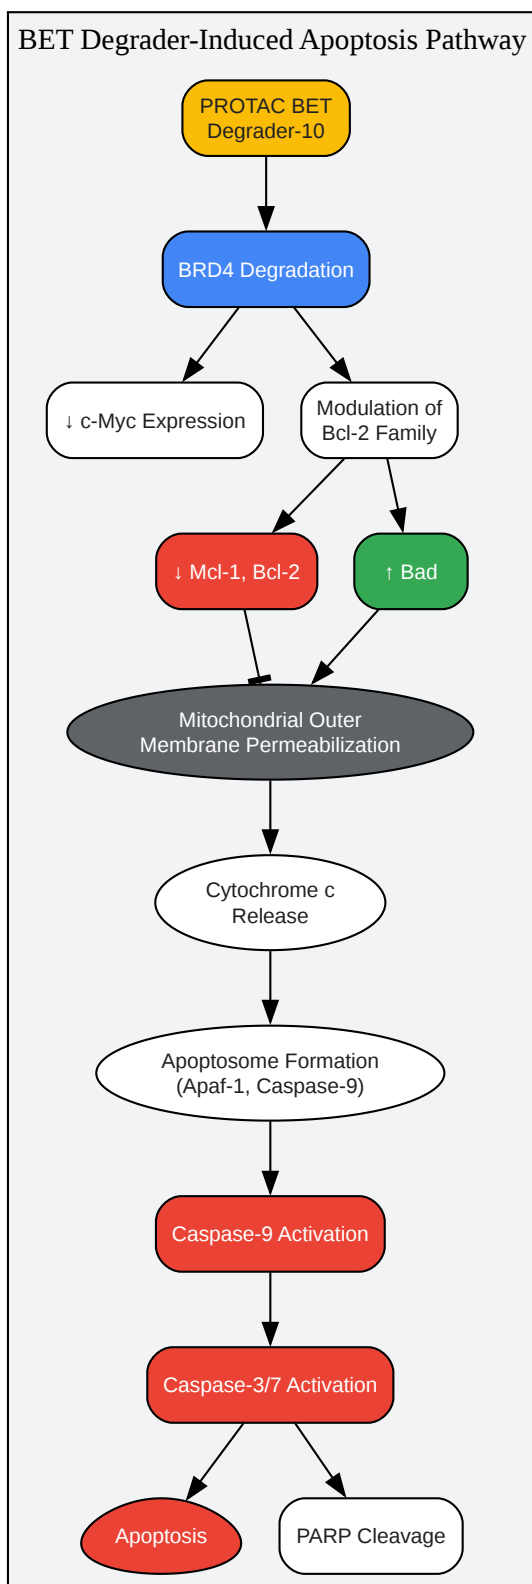 BET Degrader-Induced Apoptosis Pathway
PROTAC BET
Degrader-10
BRD4 Degradation
↓ c-Myc Expression
Modulation of
Bcl-2 Family
↓ Mcl-1, Bcl-2
↑ Bad
Mitochondrial Outer
Membrane Permeabilization
Cytochrome c
Release
Apoptosome Formation
(Apaf-1, Caspase-9)
Caspase-9 Activation
Caspase-3/7 Activation
Apoptosis
PARP Cleavage